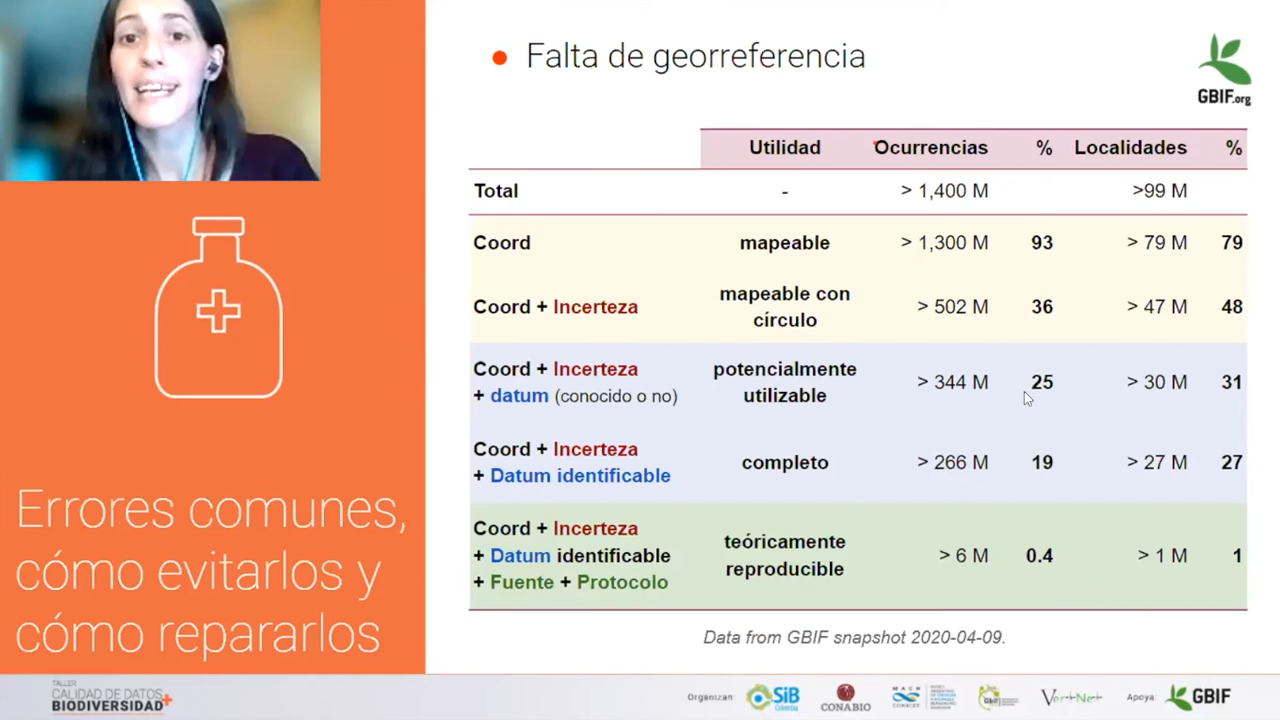 • Falta de georreferencia
GBIF.org
Utilidad Ocurrencias % Localidades %
Total - > 1,400 M >99 M
Coord mapeable > 1,300 M 93 > 79 M 79
Coord + Incerteza mapeable con círculo > 502 M 36 > 47 M 48
Coord + Incerteza
+ datum (conocido o no) potencialmente utilizable > 344 M 25 > 30 M 31
Coord + Incerteza
+ Datum identificable completo > 266 M 19 > 27 M 27
Coord + Incerteza
+ Datum identificable
+ Fuente + Protocolo teóricamente reproducible > 6 M 0.4 > 1 M 1
Data from GBIF snapshot 2020-04-09.
Errores comunes,
cómo evitarlos y
cómo repararlos
TALLER
CALIDAD DE DATOS
BIODIVERSIDAD+
Organizan:
SiB
Colombia
CONABIO
MACN
CONICET
VertNet
Apoya:
GBIF